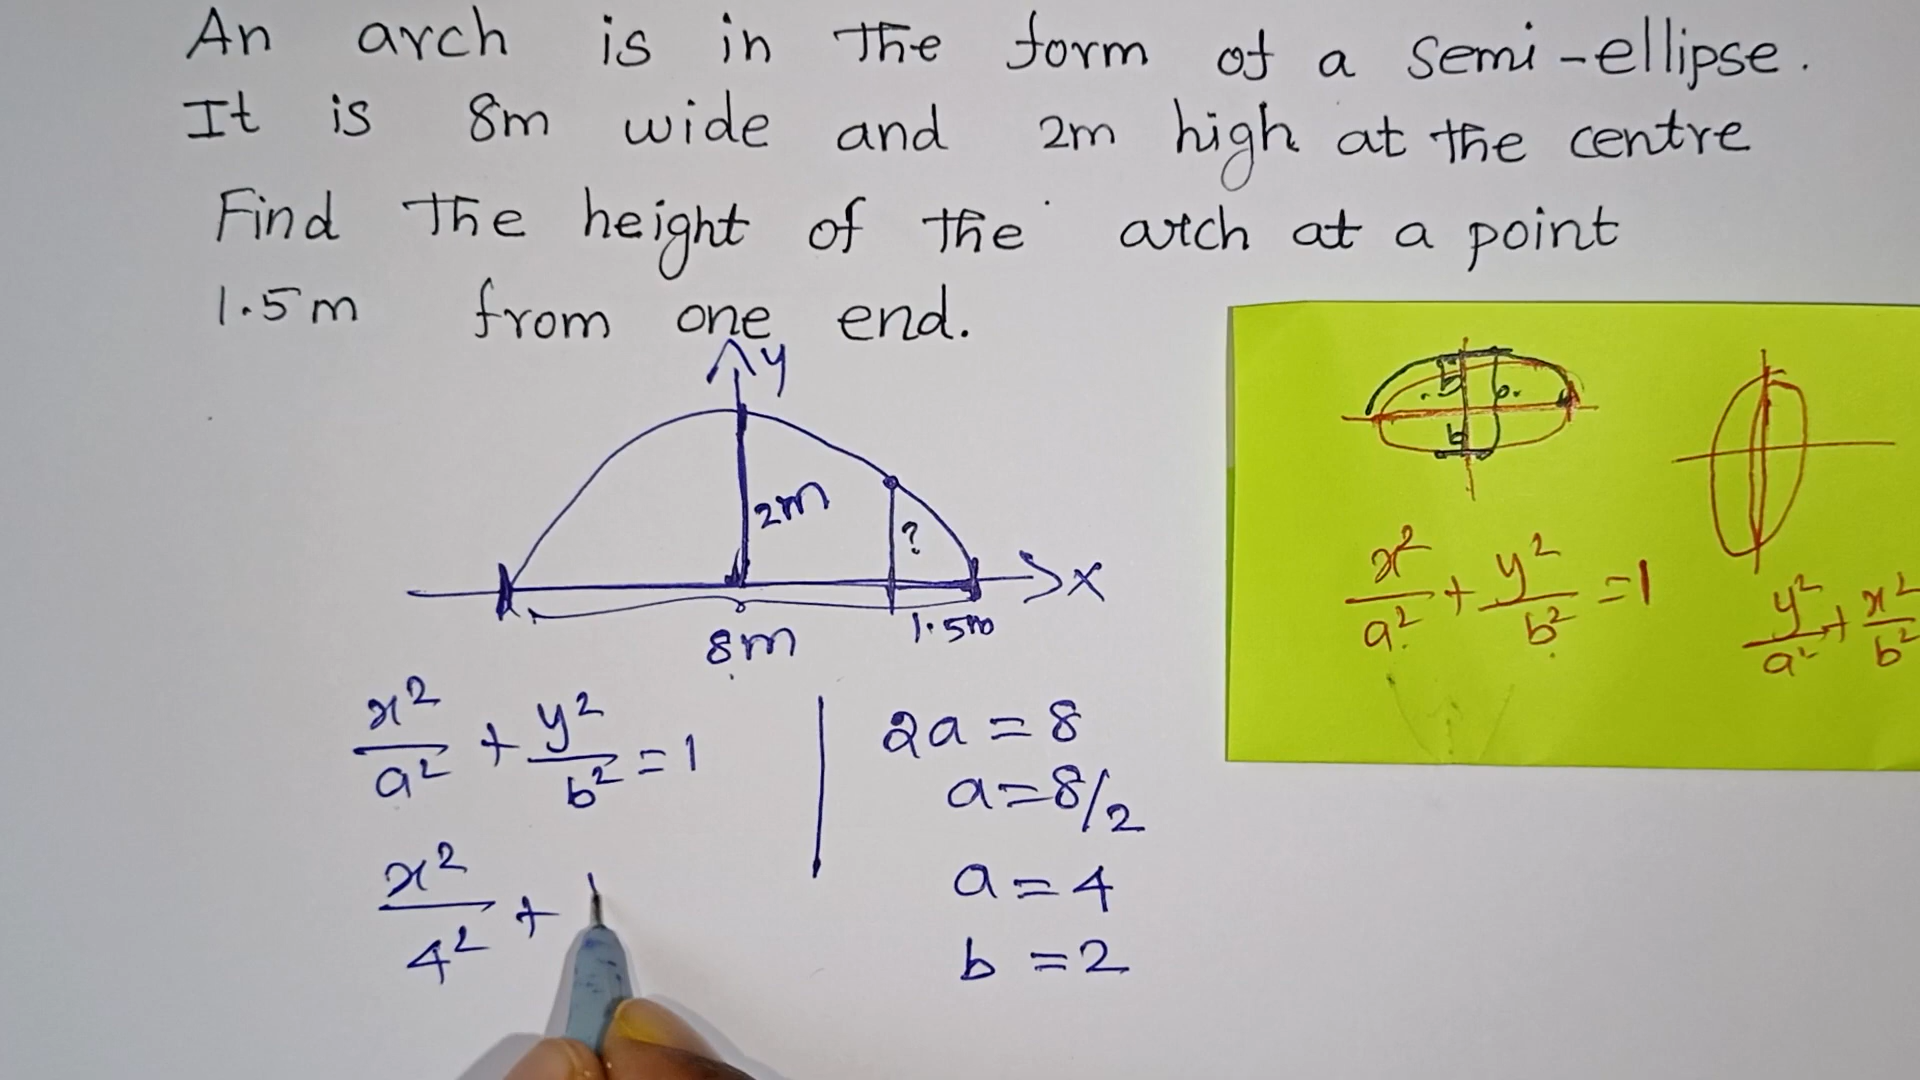 An arch is in the form of a semi-ellipse.
It is 8m wide and 2m high at the centre
Find the height of the arch at a point
1.5m from one end.
y
2m
?
x
8m
1.5m
x²/a² + y²/b² = 1
x²/4² +
2a = 8
a = 8/2
a = 4
b = 2
b b
b
x²/a² + y²/b² = 1
y²/a² + x²/b²